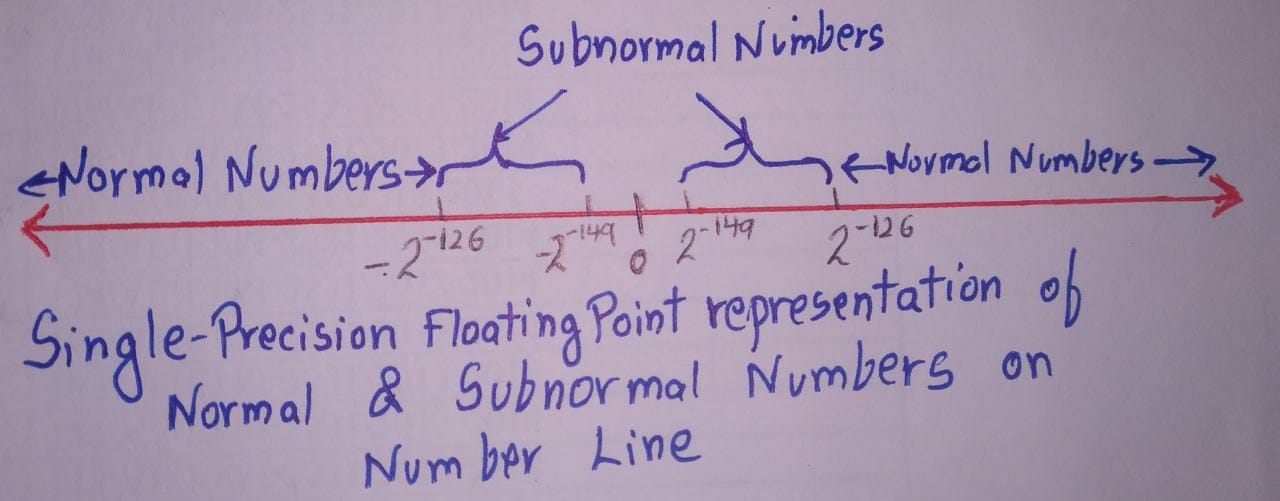 Subnormal Numbers
←Normal Numbers→ ←Normal Numbers→
-2^-126 -2^-149 0 2^-149 2^-126
Single-Precision Floating Point representation of
Normal & Subnormal Numbers on
Number Line